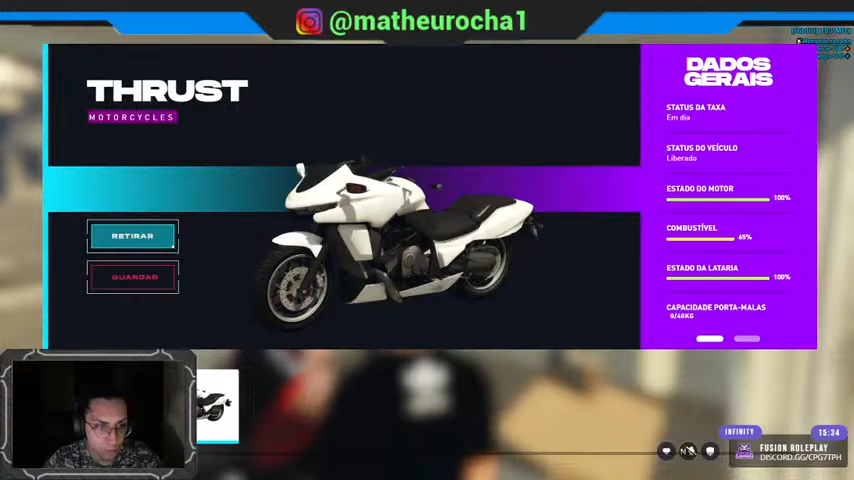 @matheurocha1
THRUST
MOTORCYCLES
RETIRAR
GUARDAR
DADOS
GERAIS
STATUS DA TAXA
Em dia
STATUS DO VEÍCULO
Liberado
ESTADO DO MOTOR
100%
COMBUSTÍVEL
65%
ESTADO DA LATARIA
100%
CAPACIDADE PORTA-MALAS
0/40KG
INFINITY
15:34
FUSION ROLEPLAY
DISCORD.GG/CPG7TPH